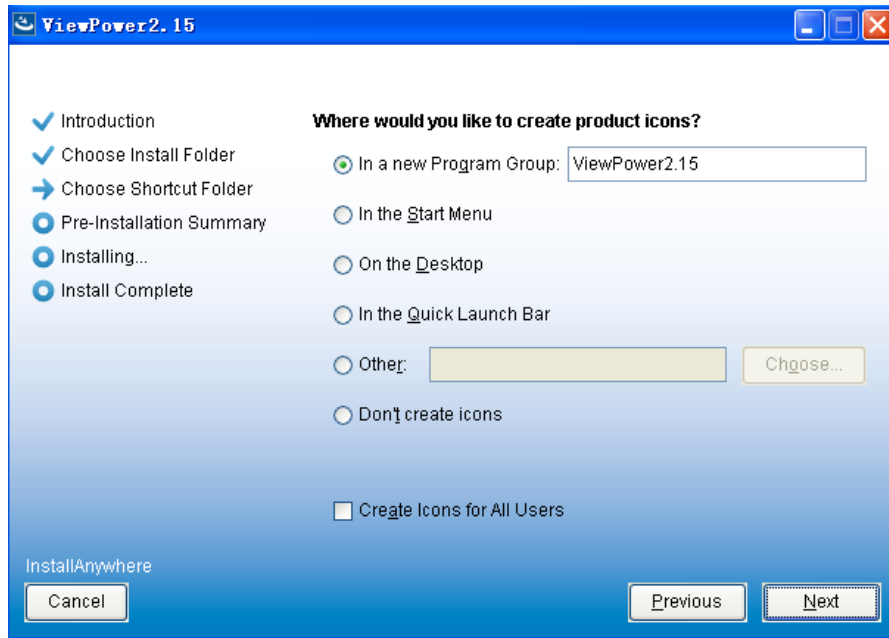 ViewPower2.15
Introduction
Choose Install Folder
Choose Shortcut Folder
Pre-Installation Summary
Installing...
Install Complete
Where would you like to create product icons?
In a new Program Group: ViewPower2.15
In the Start Menu
On the Desktop
In the Quick Launch Bar
Other: Choose...
Don't create icons
Create Icons for All Users
InstallAnywhere
Cancel Previous Next